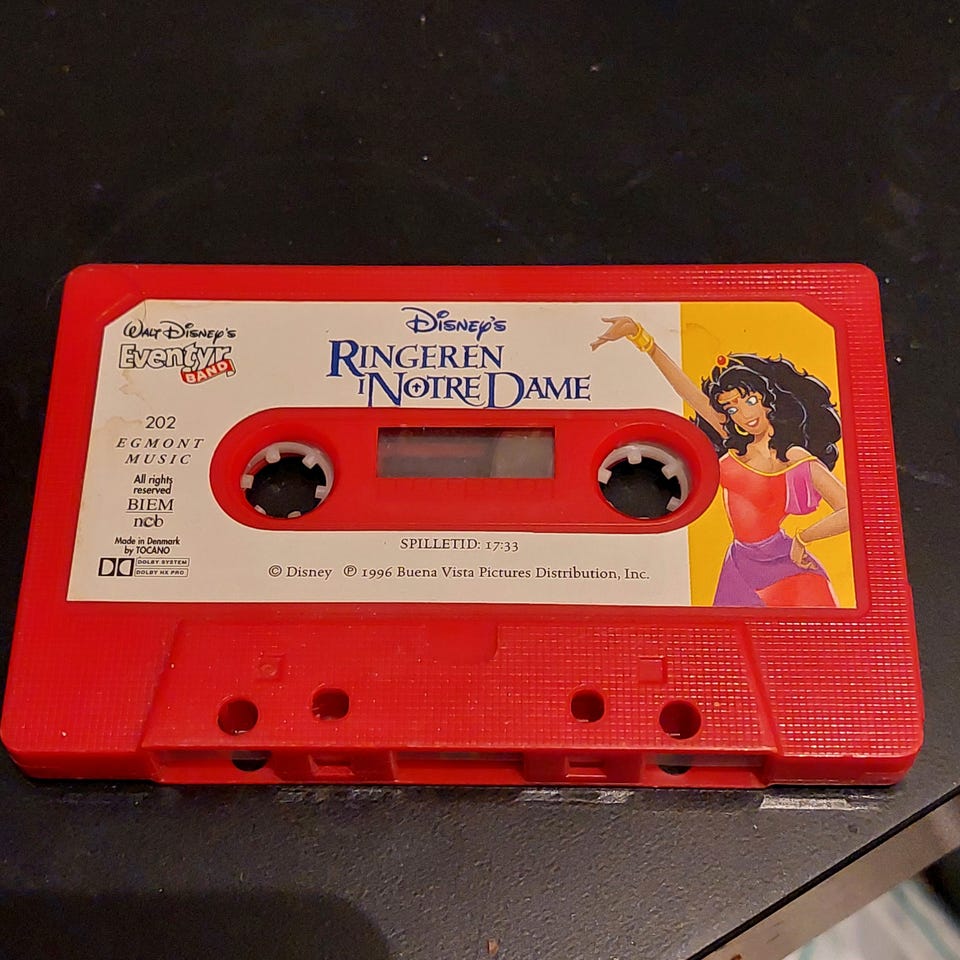 Walt Disney's
Eventyr
BAND
202
EGMONT
MUSIC
All rights
reserved
BIEM
ncb
Made in Denmark
by TOCANO
DOLBY SYSTEM
DOLBY HX PRO
Disney's
RINGEREN
I NOTRE DAME
SPILLETID: 17:33
© Disney ℗ 1996 Buena Vista Pictures Distribution, Inc.